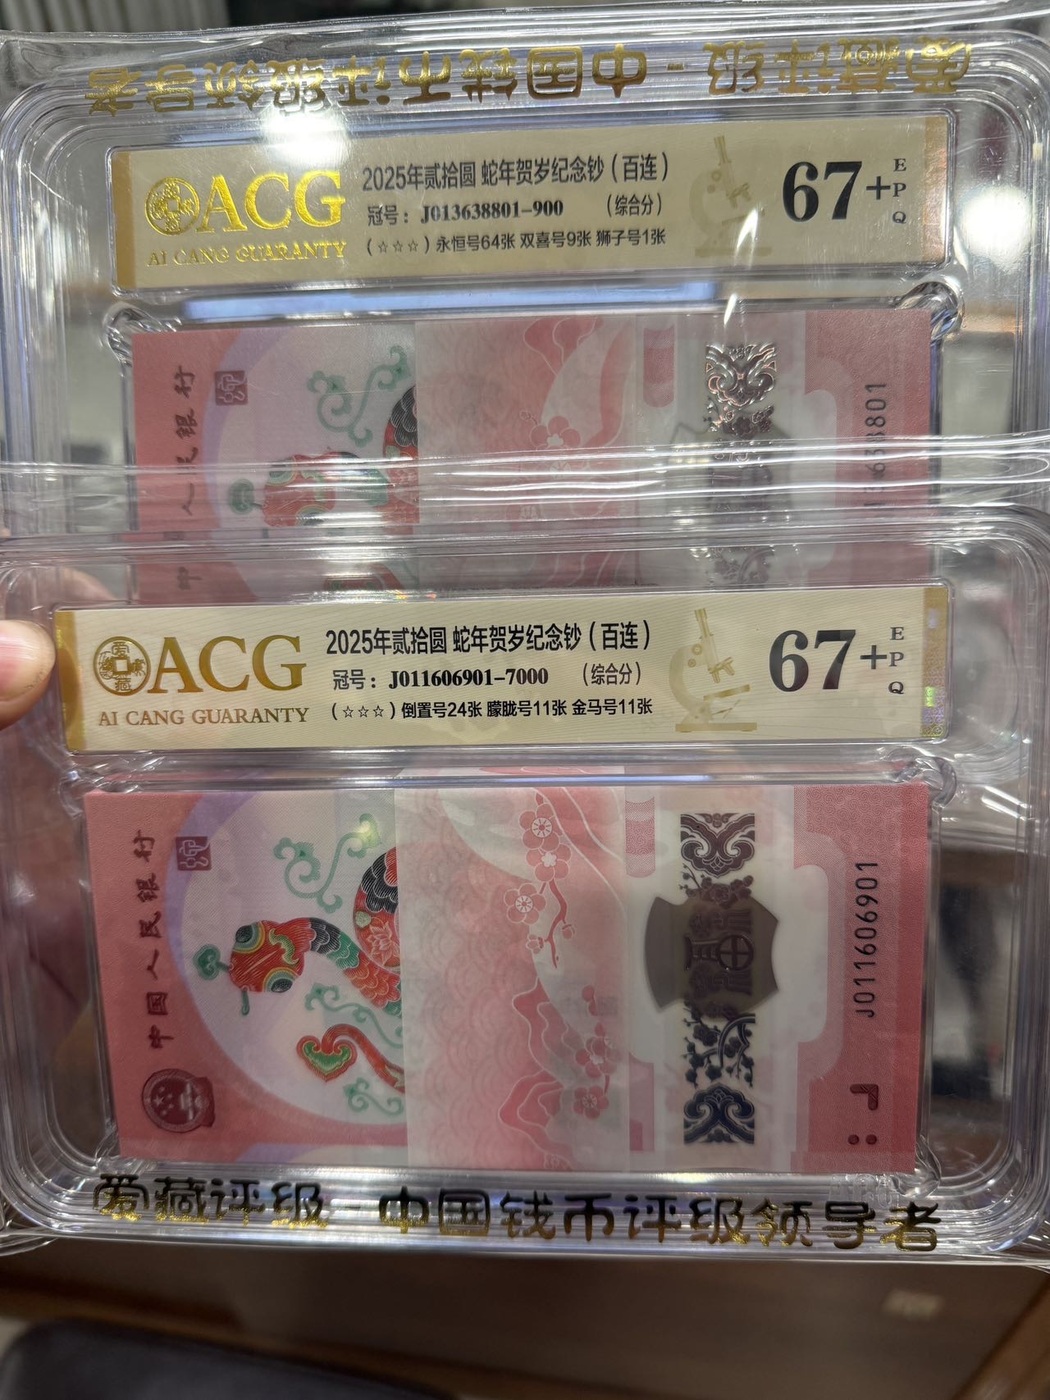 爱藏评级-中国钱币评级领导者
ACG
AI CANG GUARANTY
2025年贰拾圆 蛇年贺岁纪念钞(百连)
冠号: J013638801-900 (综合分)
(☆☆☆) 永恒号64张 双喜号9张 狮子号1张
67+
EPQ
中国人民银行
ACG
AI CANG GUARANTY
2025年贰拾圆 蛇年贺岁纪念钞(百连)
冠号: J011606901-7000 (综合分)
(☆☆☆) 倒置号24张 朦胧号11张 金马号11张
67+
EPQ
中国人民银行
J011606901
爱藏评级-中国钱币评级领导者